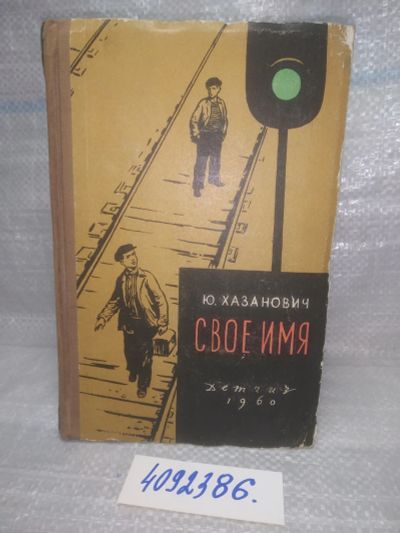 Ю. ХАЗАНОВИЧ
СВОЕ ИМЯ
Детгиз
1960
4092386.